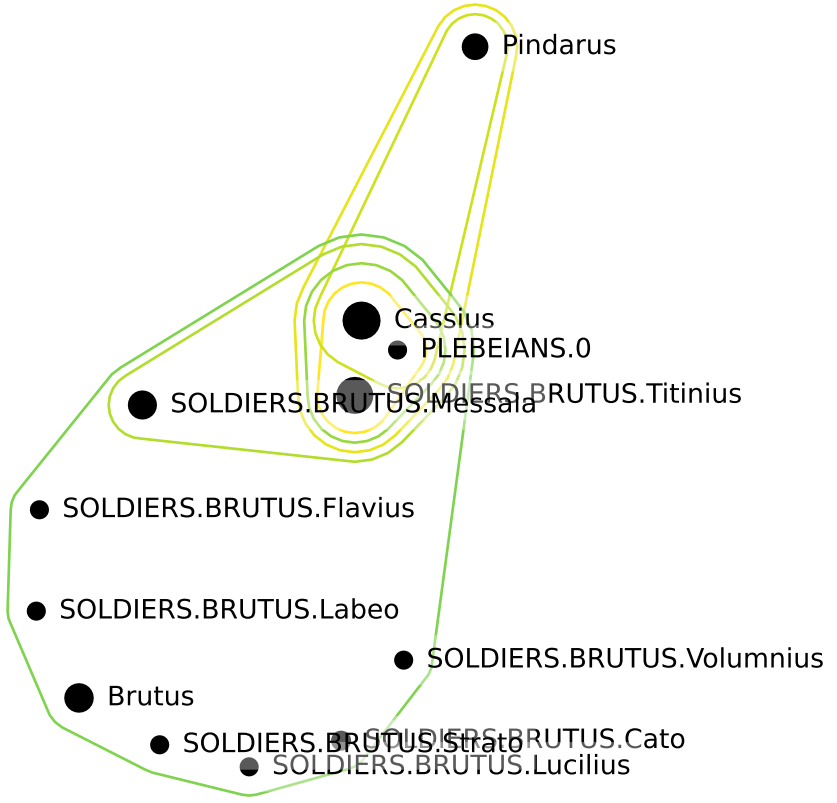 Pindarus
Cassius
PLEBEIANS.0
SOLDIERS.BRUTUS.Titinius
SOLDIERS.BRUTUS.Messala
SOLDIERS.BRUTUS.Flavius
SOLDIERS.BRUTUS.Labeo
SOLDIERS.BRUTUS.Volumnius
Brutus
SOLDIERS.BRUTUS.Cato
SOLDIERS.BRUTUS.Strato
SOLDIERS.BRUTUS.Lucilius